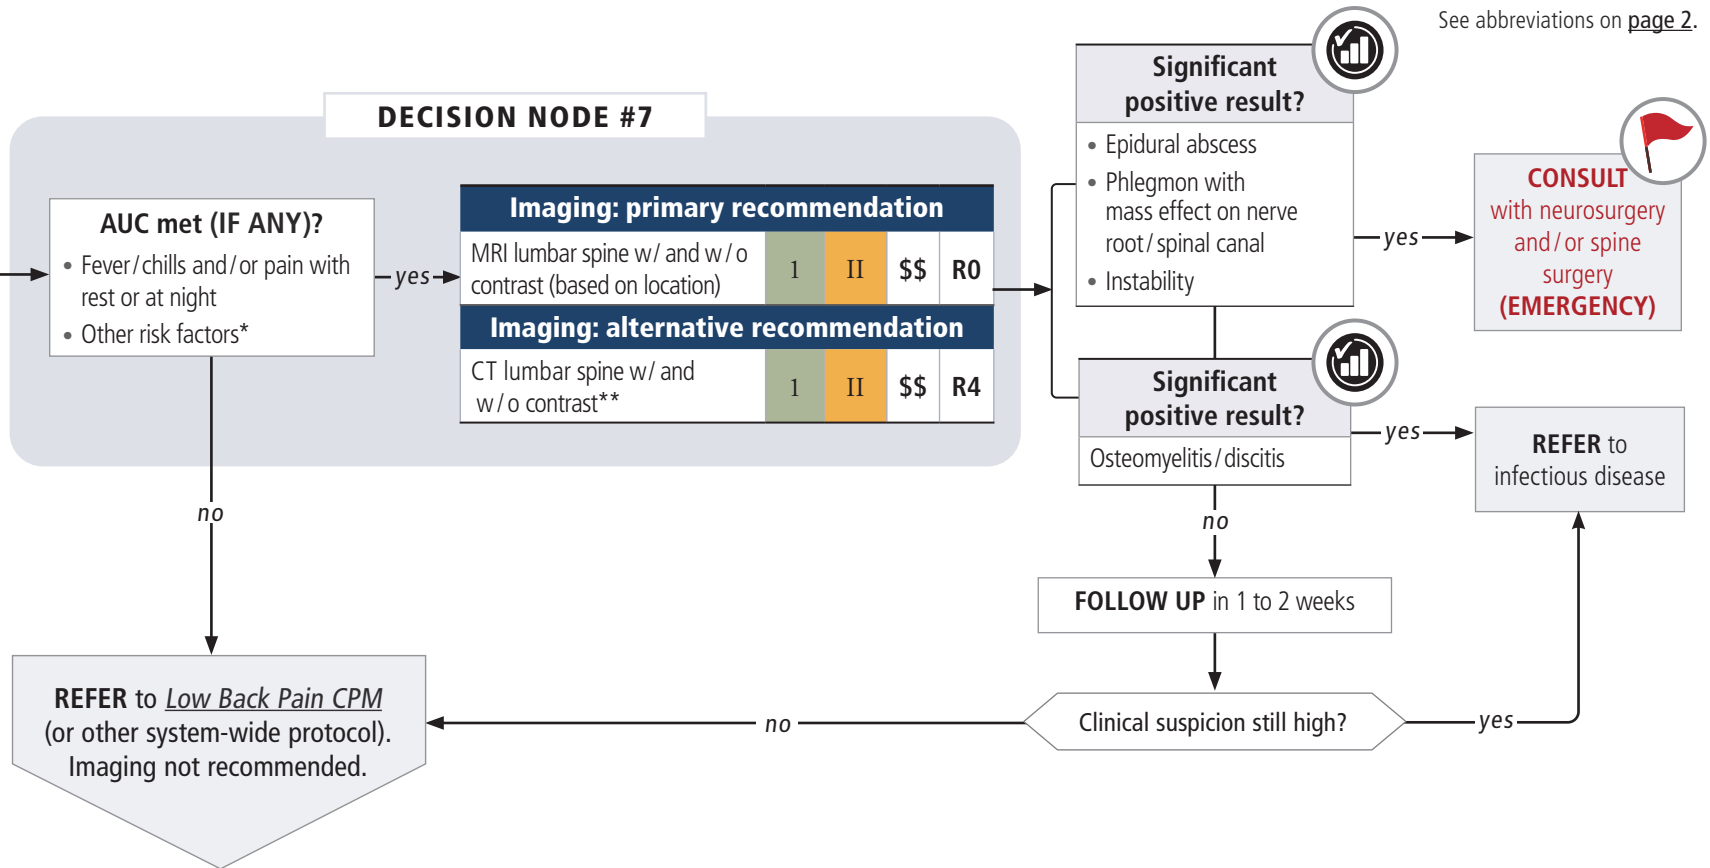 See abbreviations on page 2.
DECISION NODE #7
AUC met (IF ANY)?
• Fever/chills and/or pain with
rest or at night
• Other risk factors*
yes
no
Imaging: primary recommendation
MRI lumbar spine w/ and w/o
contrast (based on location)
1 II $$ R0
Imaging: alternative recommendation
CT lumbar spine w/ and
w/o contrast**
1 II $$ R4
Significant
positive result?
• Epidural abscess
• Phlegmon with
mass effect on nerve
root/spinal canal
• Instability
yes
CONSULT
with neurosurgery
and/or spine
surgery
(EMERGENCY)
Significant
positive result?
Osteomyelitis/discitis
yes
REFER to
infectious disease
no
FOLLOW UP in 1 to 2 weeks
Clinical suspicion still high?
yes
no
REFER to Low Back Pain CPM
(or other system-wide protocol).
Imaging not recommended.